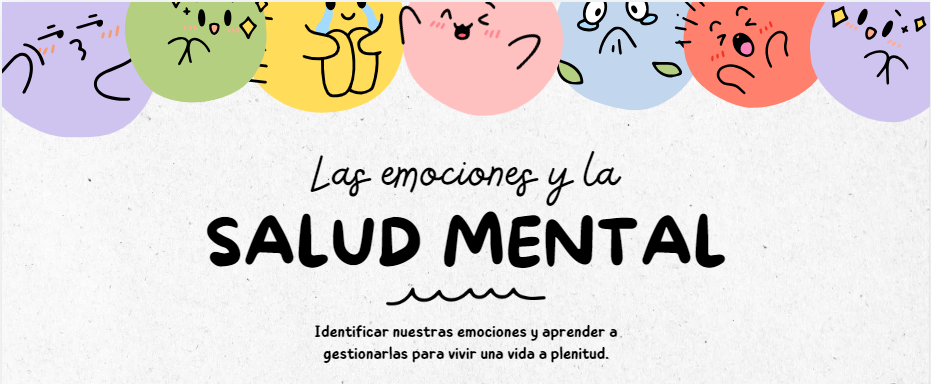 Las emociones y la
SALUD MENTAL
Identificar nuestras emociones y aprender a
gestionarlas para vivir una vida a plenitud.